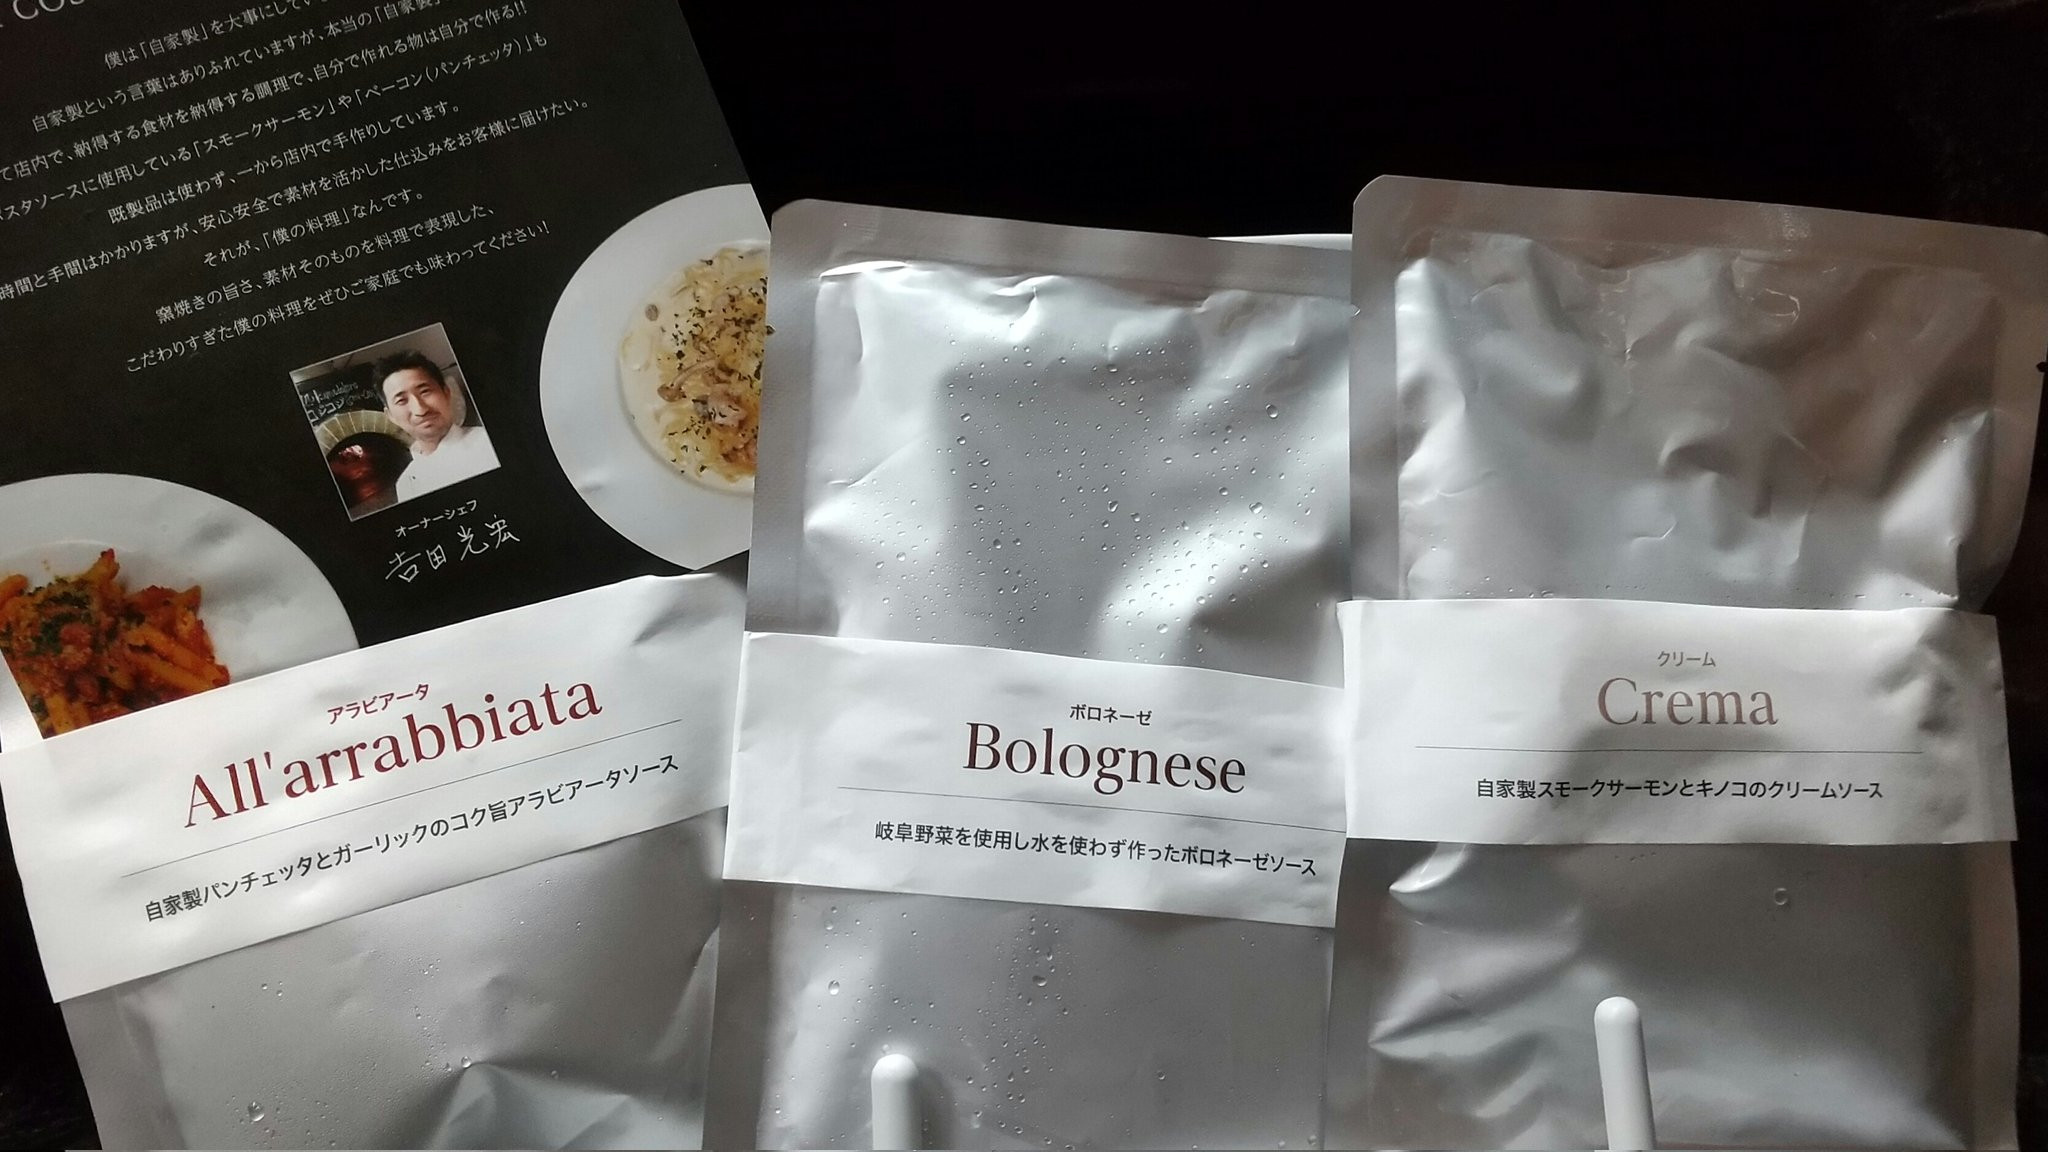 COS
僕は「自家製」を大事にしてい
自家製という言葉はありふれていますが、本当の「自家製」
て店内で、納得する食材を納得する調理で、自分で作れる物は自分で作る!!
パスタソースに使用している「スモークサーモン」や「ベーコン(パンチェッタ)」も
既製品は使わず、一から店内で手作りしています。
時間と手間はかかりますが、安心安全で素材を活かした仕込みをお客様に届けたい。
それが、「僕の料理」なんです。
窯焼きの旨さ、素材そのものを料理で表現した、
こだわりすぎた僕の料理をぜひご家庭でも味わってください!
コジコジ
オーナーシェフ
吉田光宏
アラビアータ
All'arrabbiata
自家製パンチェッタとガーリックのコク旨アラビアータソース
ボロネーゼ
Bolognese
岐阜野菜を使用し水を使わず作ったボロネーゼソース
クリーム
Crema
自家製スモークサーモンとキノコのクリームソース